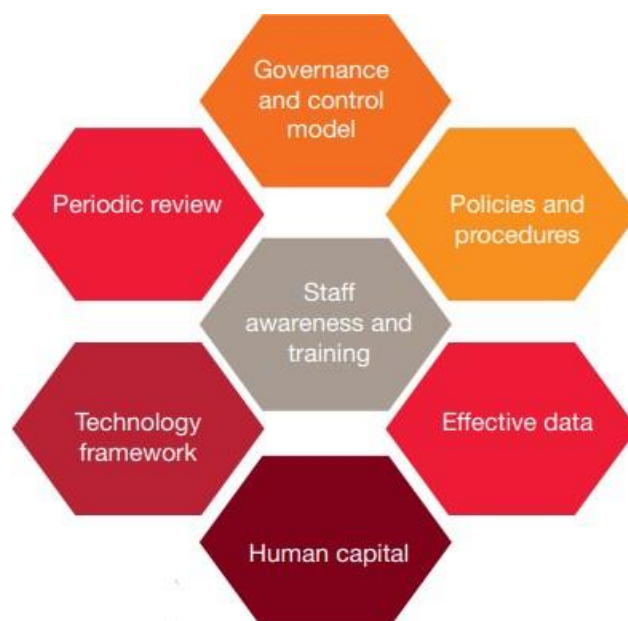 Governance
and control
model
Periodic review
Policies and
procedures
Staff
awareness and
training
Technology
framework
Effective data
Human capital